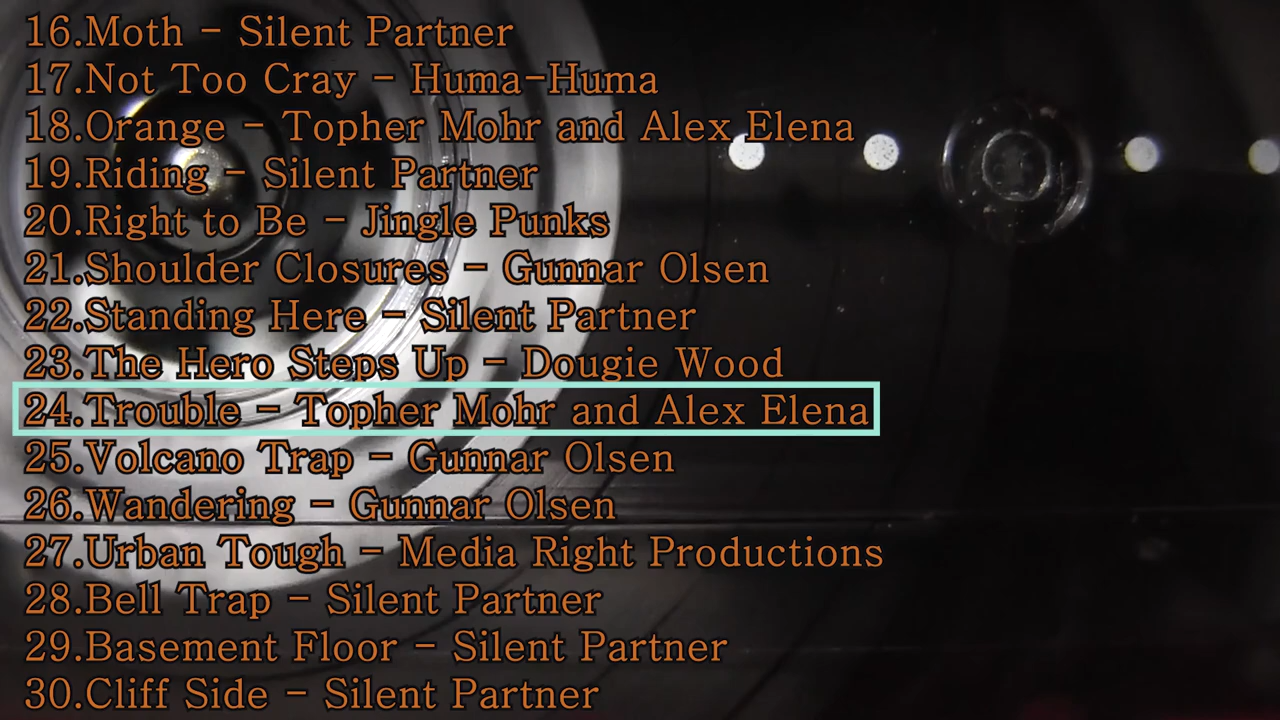 16.Moth - Silent Partner
17.Not Too Cray - Huma-Huma
18.Orange - Topher Mohr and Alex Elena
19.Riding - Silent Partner
20.Right to Be - Jingle Punks
21.Shoulder Closures - Gunnar Olsen
22.Standing Here - Silent Partner
23.The Hero Steps Up - Dougie Wood
24.Trouble - Topher Mohr and Alex Elena
25.Volcano Trap - Gunnar Olsen
26.Wandering - Gunnar Olsen
27.Urban Tough - Media Right Productions
28.Bell Trap - Silent Partner
29.Basement Floor - Silent Partner
30.Cliff Side - Silent Partner